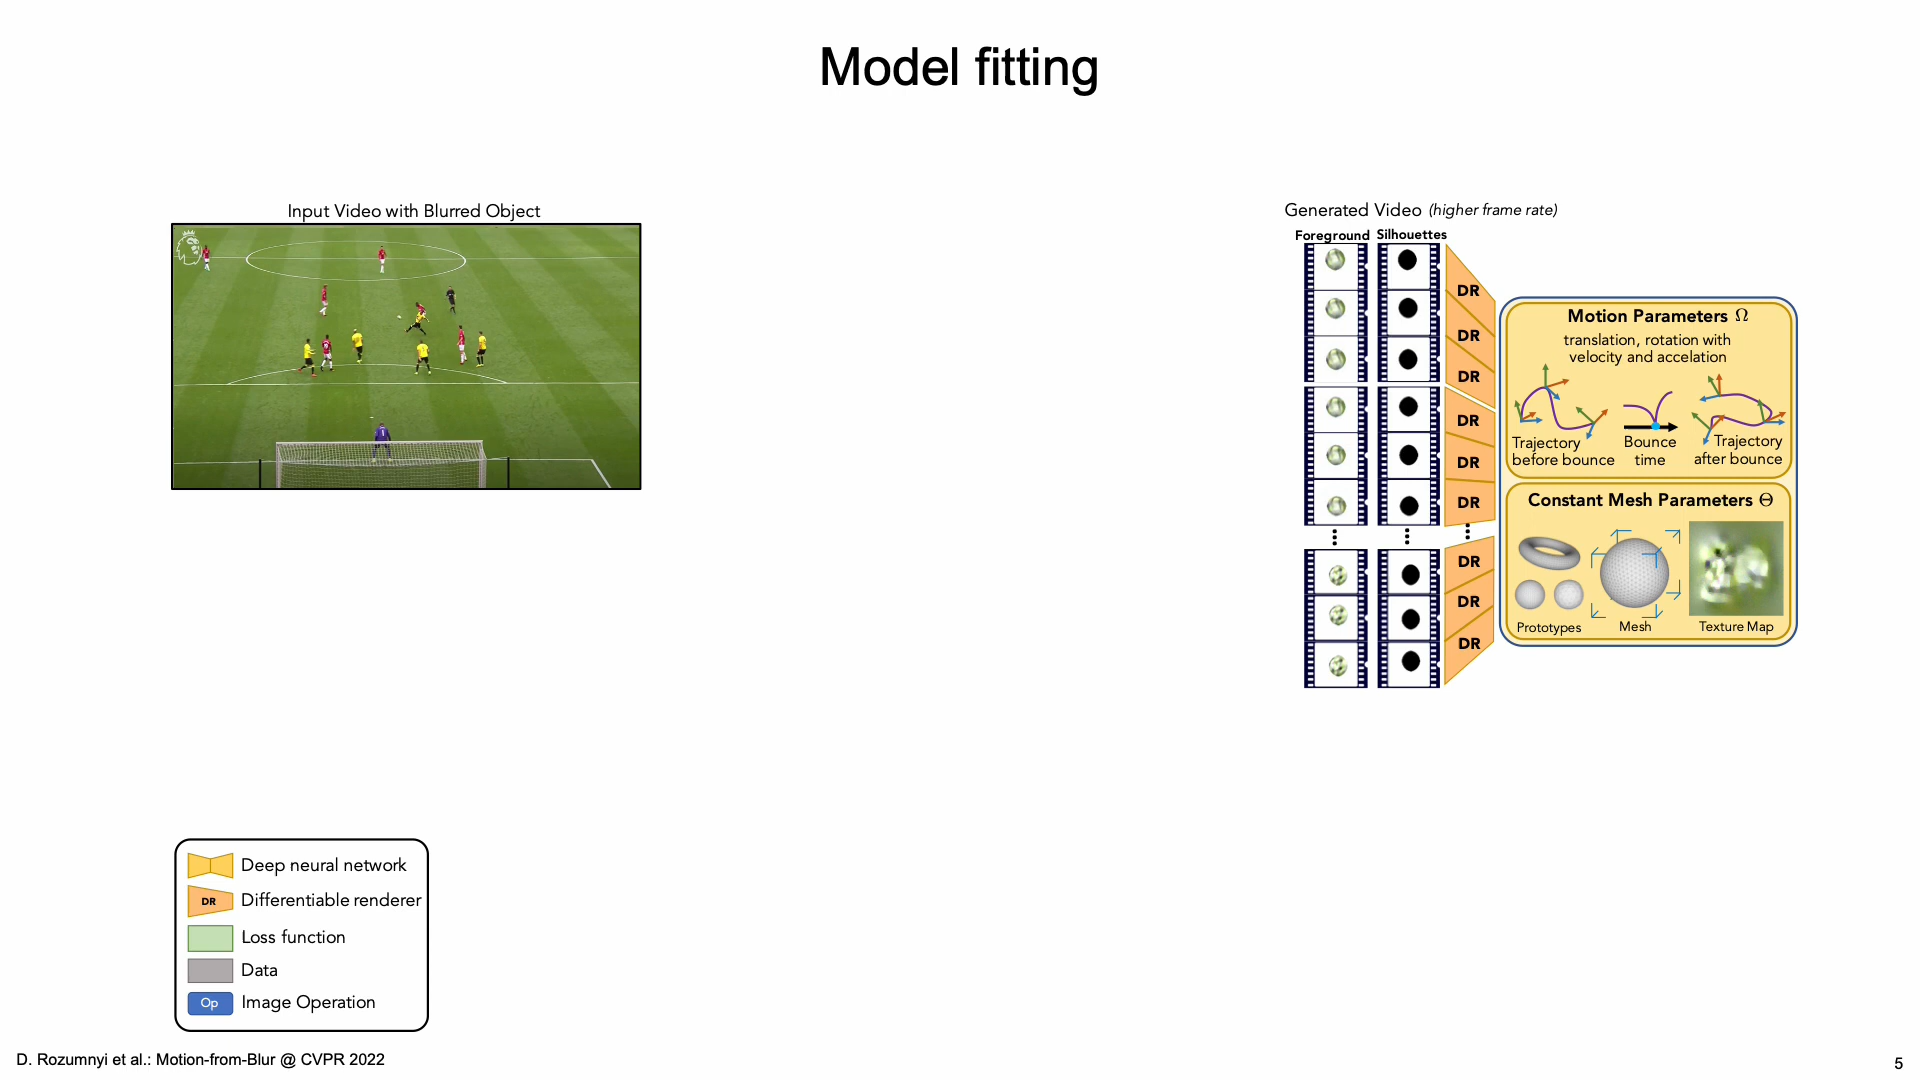 Model fitting
Input Video with Blurred Object
Generated Video (higher frame rate)
Foreground Silhouettes
DR
DR
DR
DR
DR
DR
DR
DR
DR
Motion Parameters Ω
translation, rotation with
velocity and accelation
Trajectory
before bounce
Bounce
time
Trajectory
after bounce
Constant Mesh Parameters Θ
Prototypes
Mesh
Texture Map
Deep neural network
DR Differentiable renderer
Loss function
Data
Op Image Operation
D. Rozumnyi et al.: Motion-from-Blur @ CVPR 2022
5